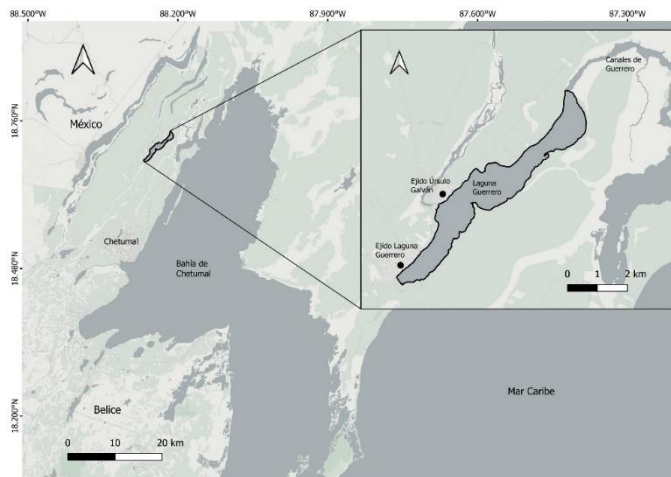 88.500°W
88.200°W
87.900°W
87.600°W
87.300°W
18.760°N
18.480°N
18.200°N
México
Chetumal
Bahía de
Chetumal
Belice
0 10 20 km
Canales de
Guerrero
Ejido Úrsulo
Galván
Laguna
Guerrero
Ejido Laguna
Guerrero
0 1 2 km
Mar Caribe